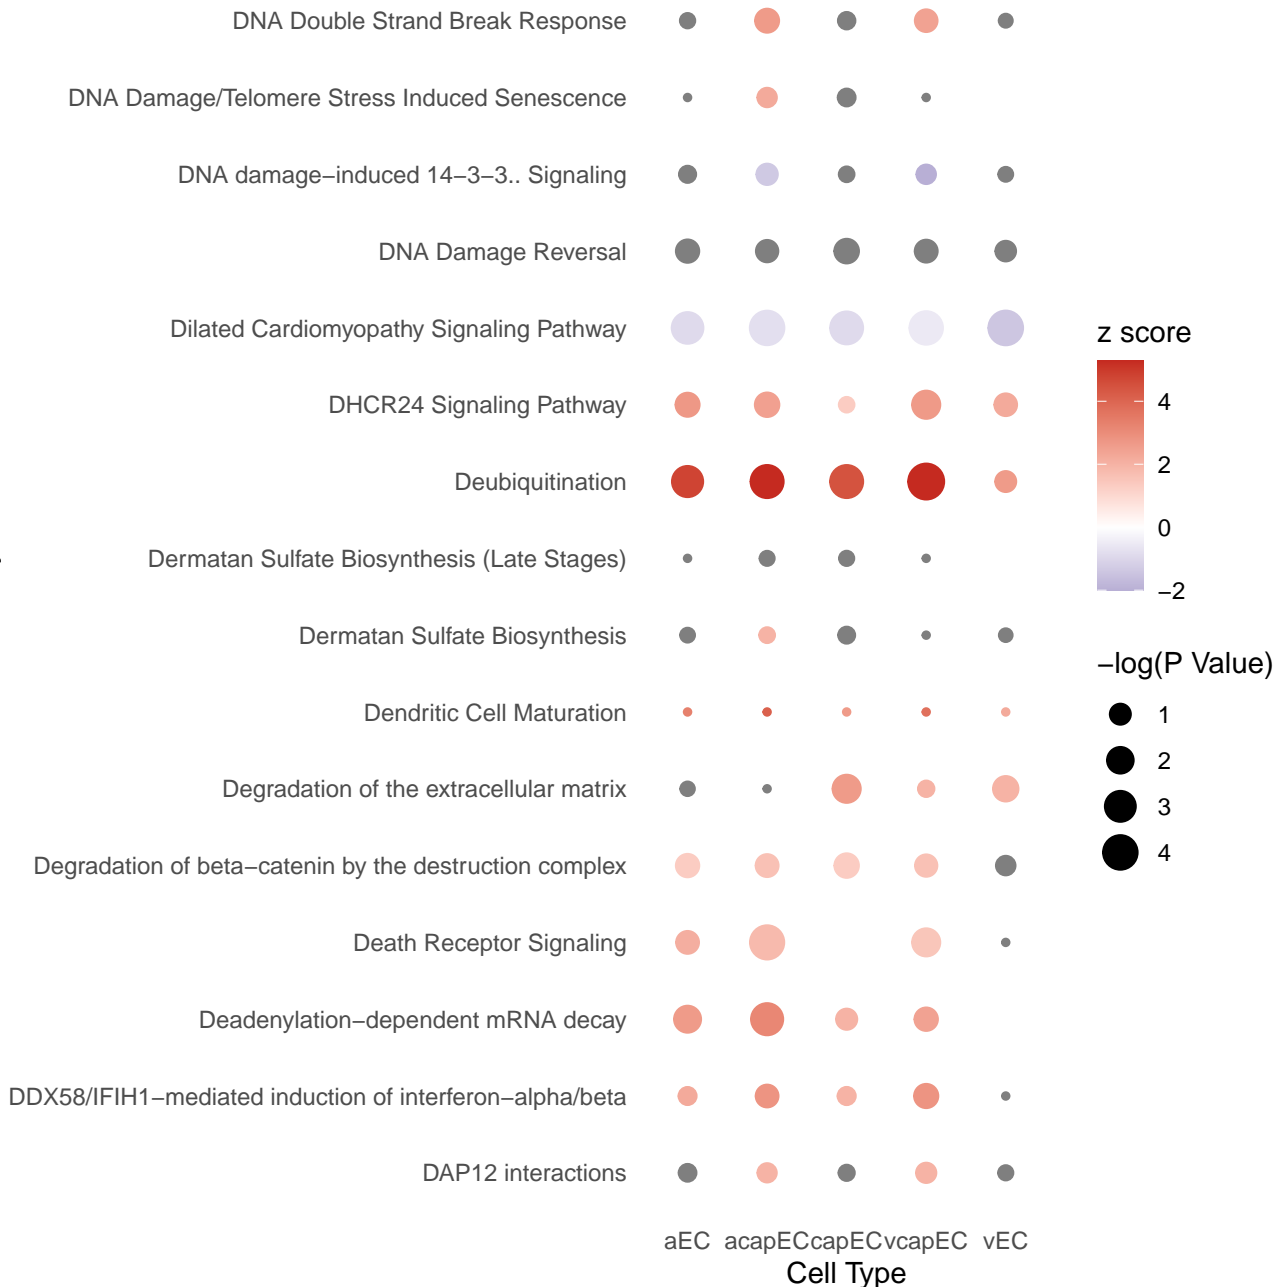 DNA Double Strand Break Response
DNA Damage/Telomere Stress Induced Senescence
DNA damage−induced 14−3−3.. Signaling
DNA Damage Reversal
Dilated Cardiomyopathy Signaling Pathway
DHCR24 Signaling Pathway
Deubiquitination
Dermatan Sulfate Biosynthesis (Late Stages)
Dermatan Sulfate Biosynthesis
Dendritic Cell Maturation
Degradation of the extracellular matrix
Degradation of beta−catenin by the destruction complex
Death Receptor Signaling
Deadenylation−dependent mRNA decay
DDX58/IFIH1−mediated induction of interferon−alpha/beta
DAP12 interactions
aEC acapEC capEC vcapEC vEC
Cell Type
z score
4
2
0
−2
−log(P Value)
1
2
3
4